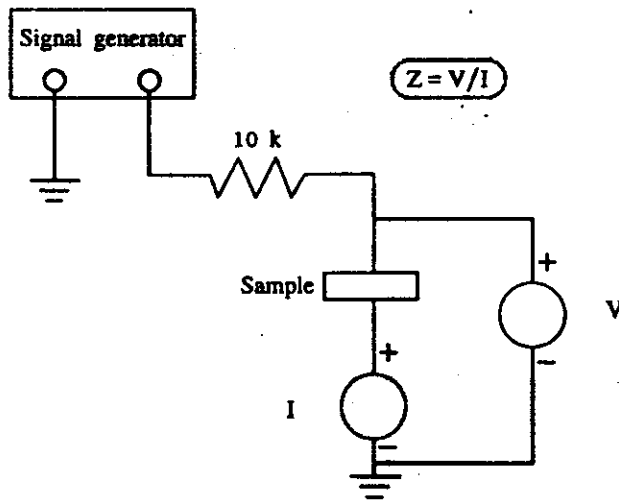 Signal generator
Z = V/I
10 k
Sample
+
V
+
I
−
−